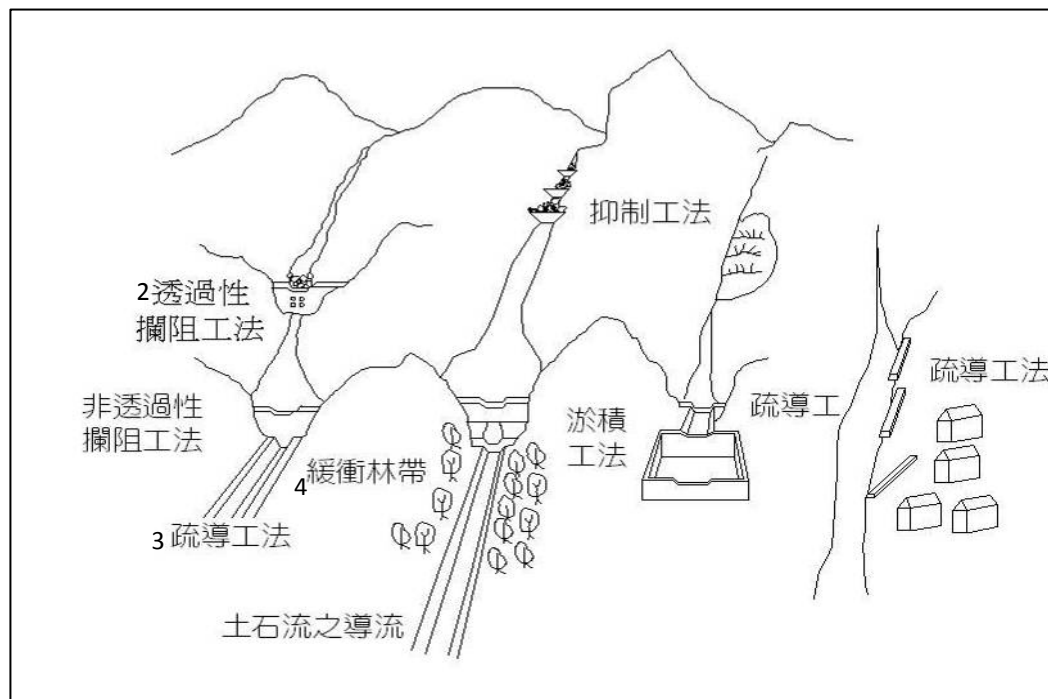 抑制工法
2透過性
攔阻工法
非透過性
攔阻工法
3 疏導工法
4緩衝林帶
土石流之導流
淤積
工法
疏導工
疏導工法